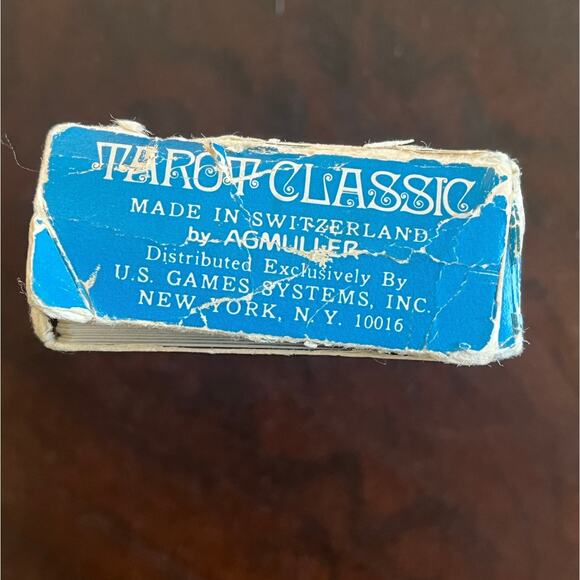 TAROT CLASSIC
MADE IN SWITZERLAND
by AGMULLER
Distributed Exclusively By
U.S. GAMES SYSTEMS, INC.
NEW YORK, N. Y. 10016